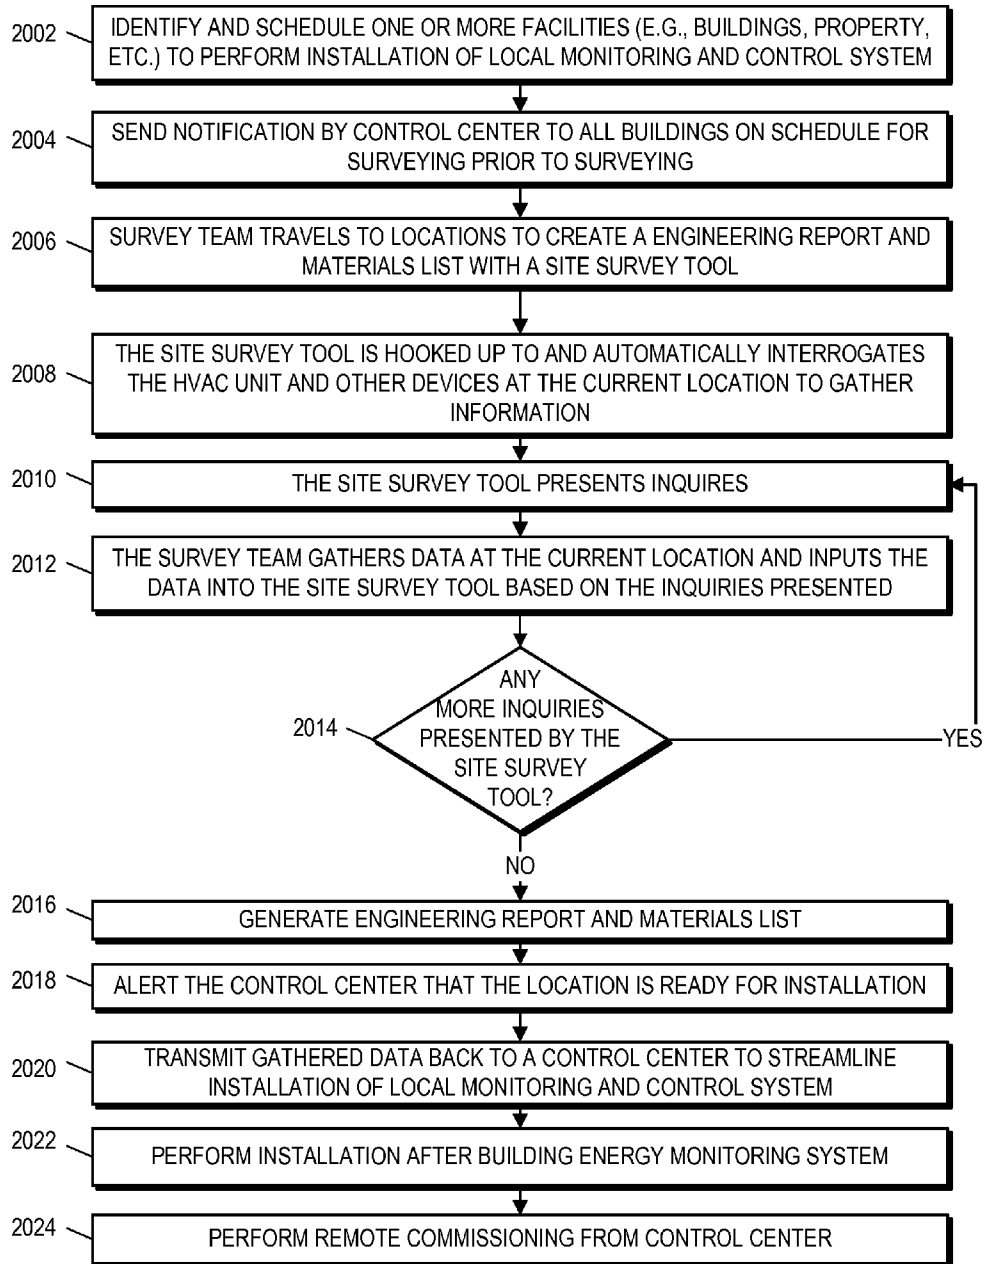 2002
IDENTIFY AND SCHEDULE ONE OR MORE FACILITIES (E.G., BUILDINGS, PROPERTY,
ETC.) TO PERFORM INSTALLATION OF LOCAL MONITORING AND CONTROL SYSTEM
2004
SEND NOTIFICATION BY CONTROL CENTER TO ALL BUILDINGS ON SCHEDULE FOR
SURVEYING PRIOR TO SURVEYING
2006
SURVEY TEAM TRAVELS TO LOCATIONS TO CREATE A ENGINEERING REPORT AND
MATERIALS LIST WITH A SITE SURVEY TOOL
2008
THE SITE SURVEY TOOL IS HOOKED UP TO AND AUTOMATICALLY INTERROGATES
THE HVAC UNIT AND OTHER DEVICES AT THE CURRENT LOCATION TO GATHER
INFORMATION
2010
THE SITE SURVEY TOOL PRESENTS INQUIRES
2012
THE SURVEY TEAM GATHERS DATA AT THE CURRENT LOCATION AND INPUTS THE
DATA INTO THE SITE SURVEY TOOL BASED ON THE INQUIRIES PRESENTED
2014
ANY
MORE INQUIRIES
PRESENTED BY THE
SITE SURVEY
TOOL?
YES
NO
2016
GENERATE ENGINEERING REPORT AND MATERIALS LIST
2018
ALERT THE CONTROL CENTER THAT THE LOCATION IS READY FOR INSTALLATION
2020
TRANSMIT GATHERED DATA BACK TO A CONTROL CENTER TO STREAMLINE
INSTALLATION OF LOCAL MONITORING AND CONTROL SYSTEM
2022
PERFORM INSTALLATION AFTER BUILDING ENERGY MONITORING SYSTEM
2024
PERFORM REMOTE COMMISSIONING FROM CONTROL CENTER